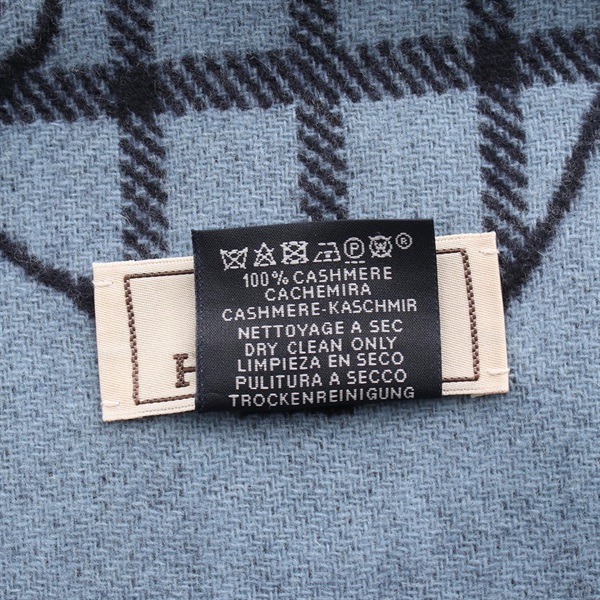 100% CASHMERE
CACHEMIRA
CASHMERE-KASCHMIR
NETTOYAGE A SEC
DRY CLEAN ONLY
LIMPIEZA EN SECO
PULITURA A SECCO
TROCKENREINIGUNG
H